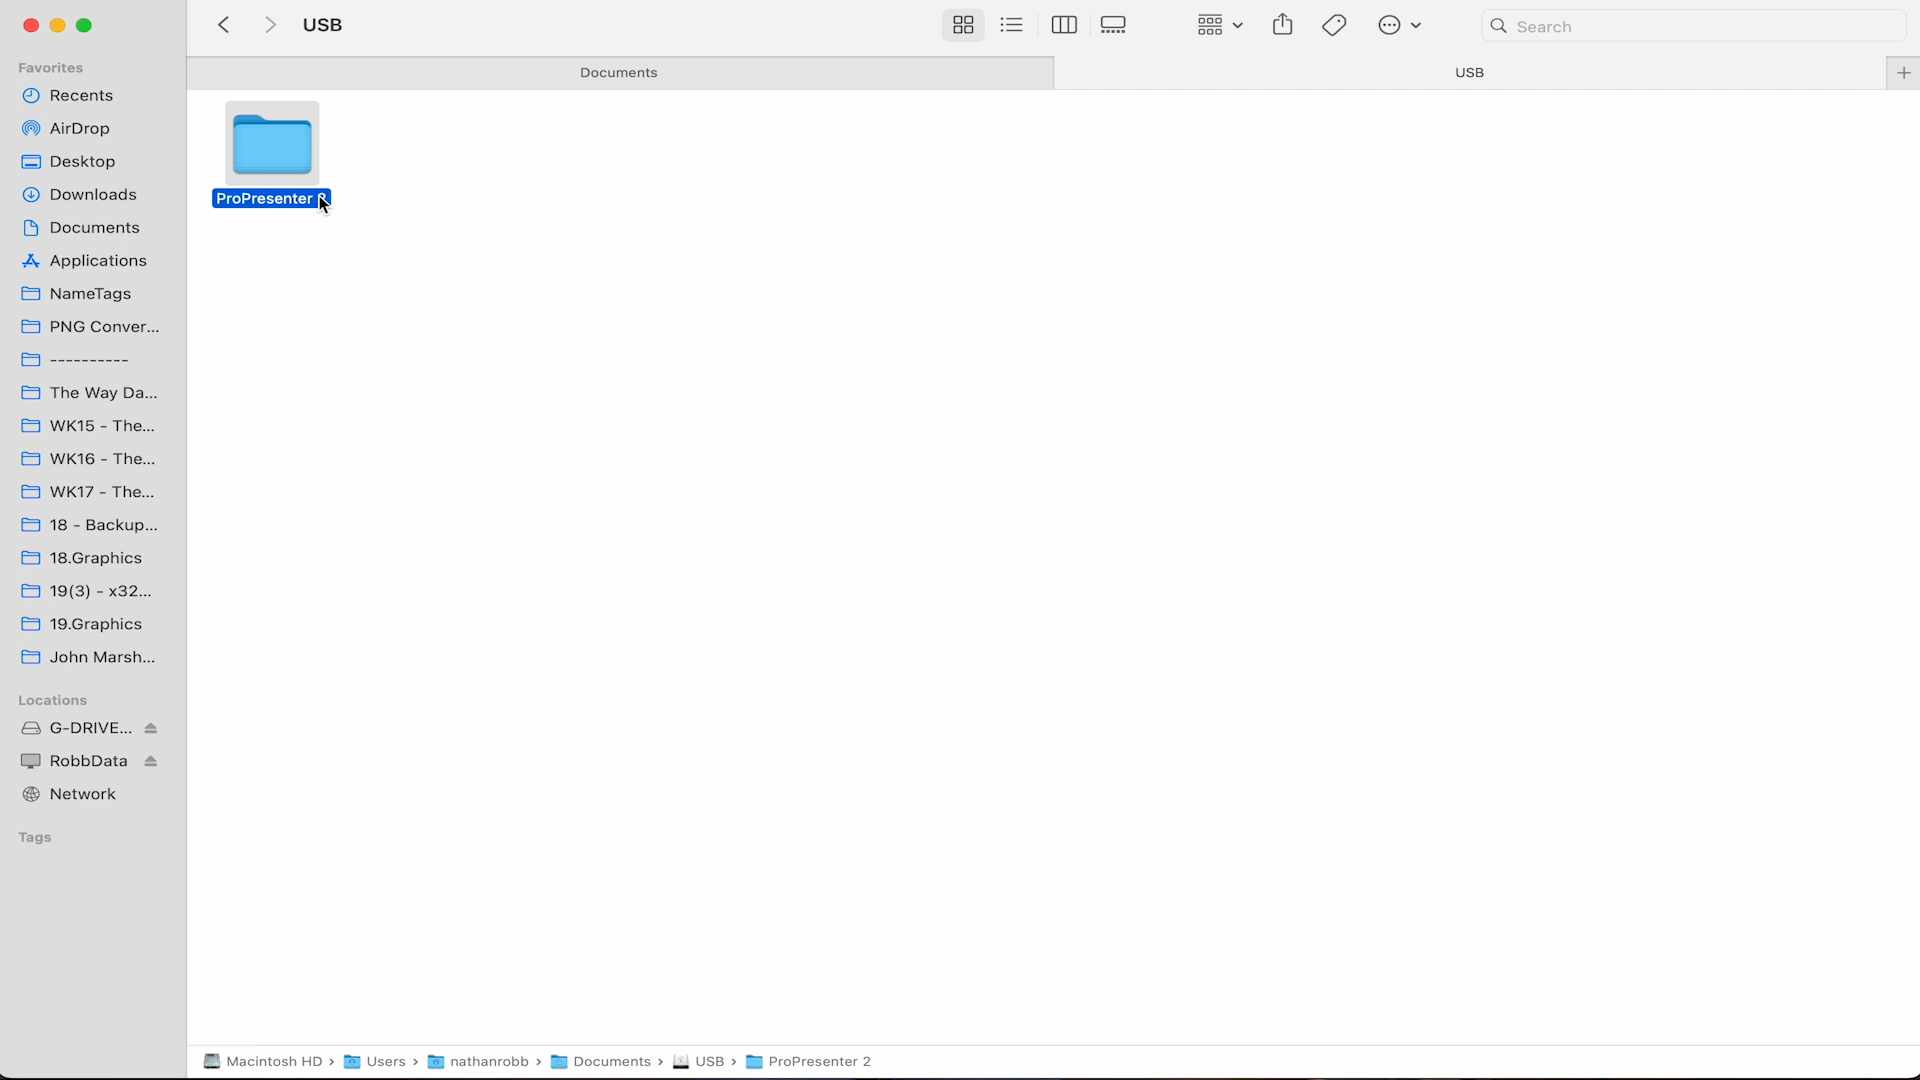 USB
Search
Documents
USB
Favorites
Recents
AirDrop
Desktop
Downloads
Documents
Applications
NameTags
PNG Conver...
----------
The Way Da...
WK15 - The...
WK16 - The...
WK17 - The...
18 - Backup...
18.Graphics
19(3) - x32...
19.Graphics
John Marsh...
Locations
G-DRIVE...
RobbData
Network
Tags
ProPresenter 2
Macintosh HD › Users › nathanrobb › Documents › USB › ProPresenter 2